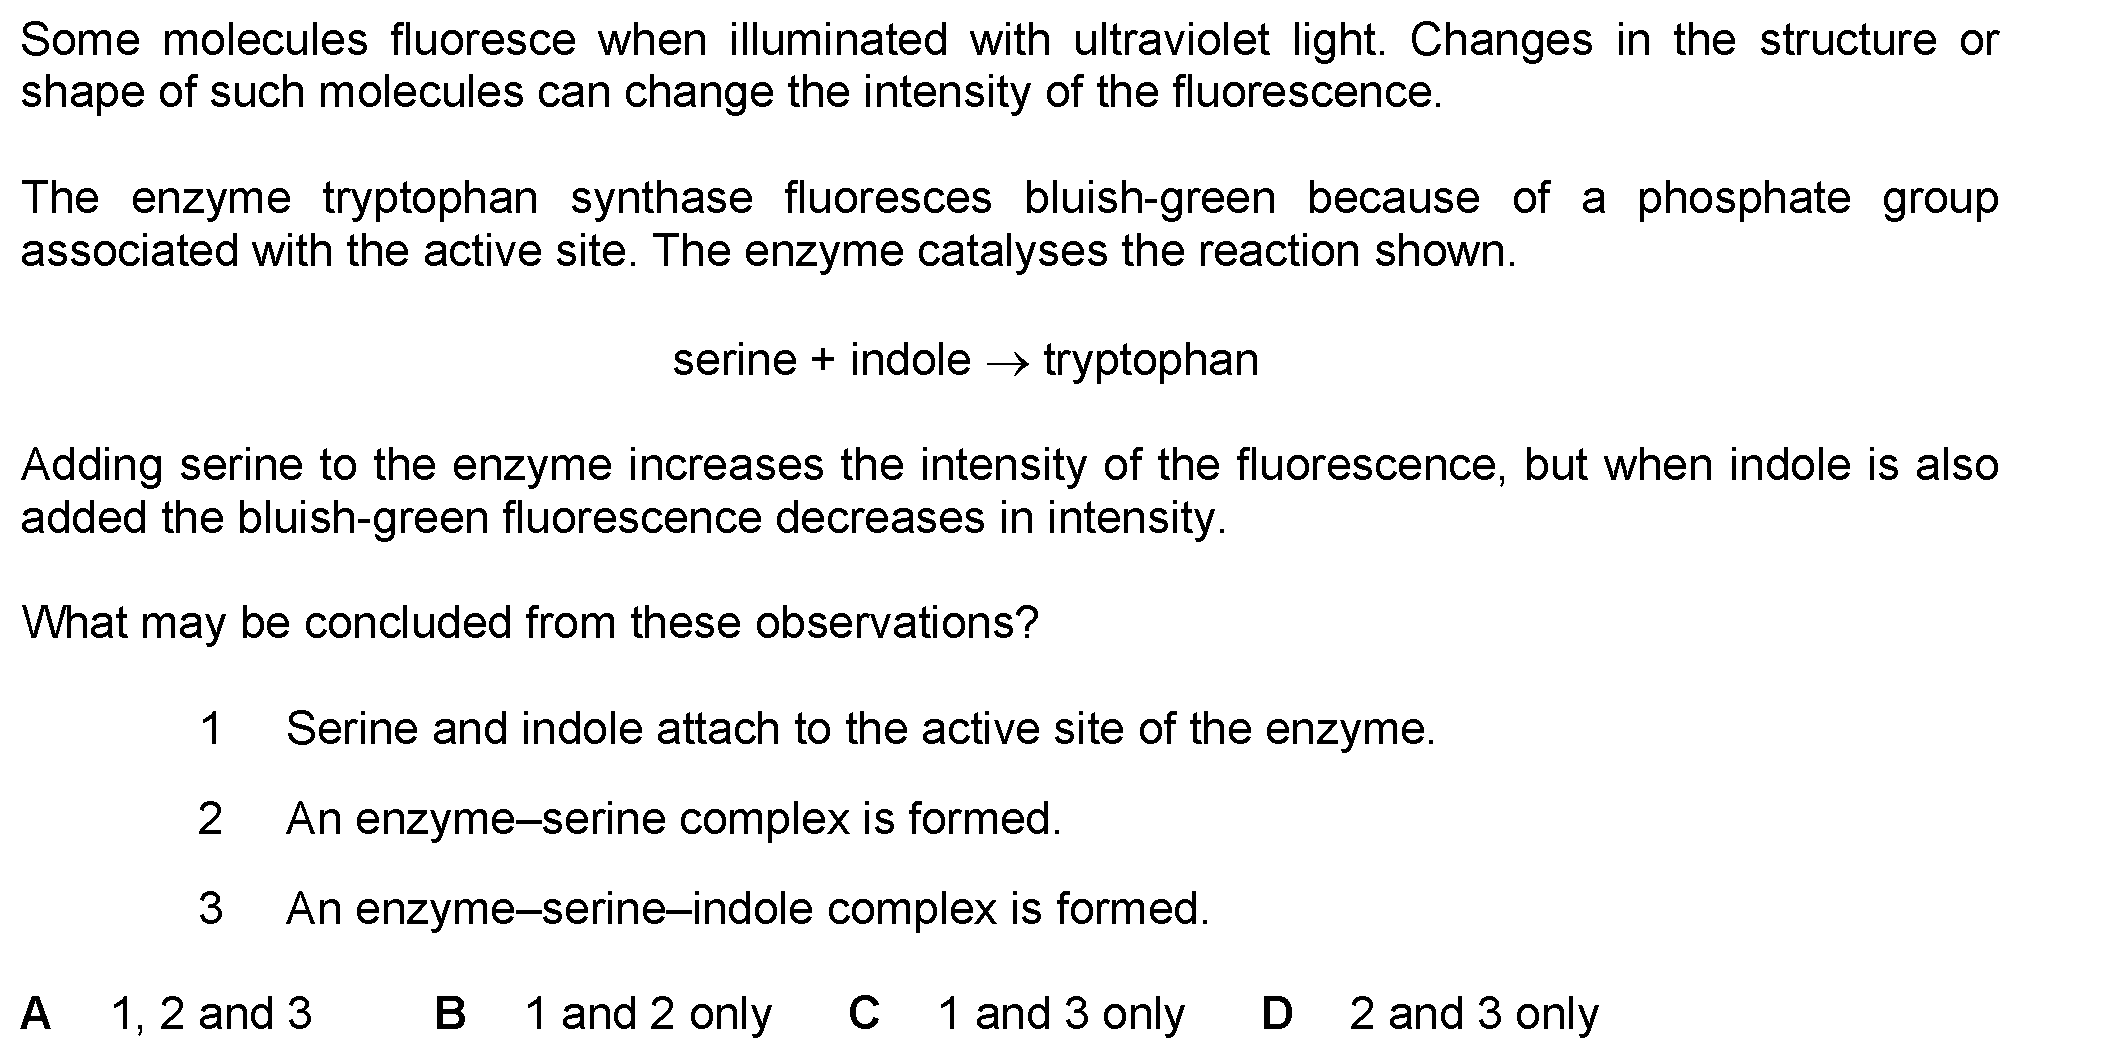 Some molecules fluoresce when illuminated with ultraviolet light. Changes in the structure or
shape of such molecules can change the intensity of the fluorescence.
The enzyme tryptophan synthase fluoresces bluish-green because of a phosphate group
associated with the active site. The enzyme catalyses the reaction shown.
serine + indole → tryptophan
Adding serine to the enzyme increases the intensity of the fluorescence, but when indole is also
added the bluish-green fluorescence decreases in intensity.
What may be concluded from these observations?
1 Serine and indole attach to the active site of the enzyme.
2 An enzyme–serine complex is formed.
3 An enzyme–serine–indole complex is formed.
A 1, 2 and 3 B 1 and 2 only C 1 and 3 only D 2 and 3 only